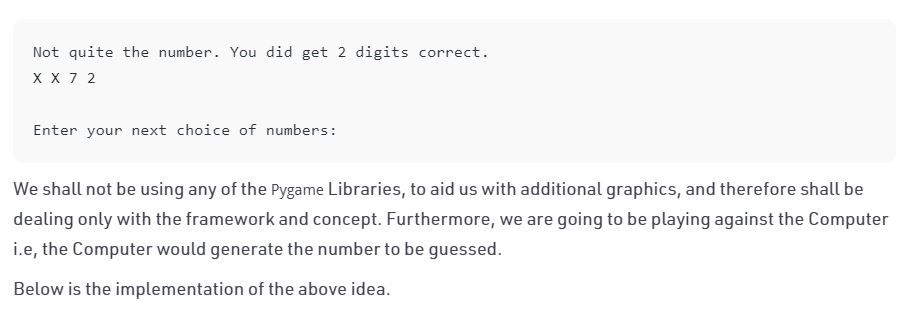 Not quite the number. You did get 2 digits correct.
X X 7 2
Enter your next choice of numbers:
We shall not be using any of the Pygame Libraries, to aid us with additional graphics, and therefore shall be
dealing only with the framework and concept. Furthermore, we are going to be playing against the Computer
i.e, the Computer would generate the number to be guessed.
Below is the implementation of the above idea.